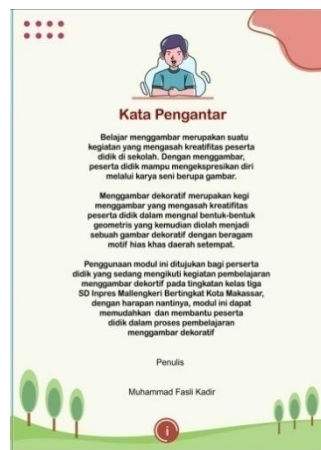 Kata Pengantar
Belajar menggambar merupakan suatu
kegiatan yang mengasah kreatifitas peserta
didik di sekolah. Dengan menggambar,
peserta didik mampu mengekspresikan diri
melalui karya seni berupa gambar.
Menggambar dekoratif merupakan kegi
menggambar yang mengasah kreatifitas
peserta didik dalam mengnal bentuk-bentuk
geometris yang kemudian diolah menjadi
sebuah gambar dekoratif dengan beragam
motif hias khas daerah setempat.
Penggunaan modul ini ditujukan bagi perserta
didik yang sedang mengikuti kegiatan pembelajaran
menggambar dekortif pada tingkatan kelas tiga
SD Inpres Mallengkeri Bertingkat Kota Makassar,
dengan harapan nantinya, modul ini dapat
memudahkan dan membantu peserta
didik dalam proses pembelajaran
menggambar dekoratif
Penulis
Muhammad Fasli Kadir
i